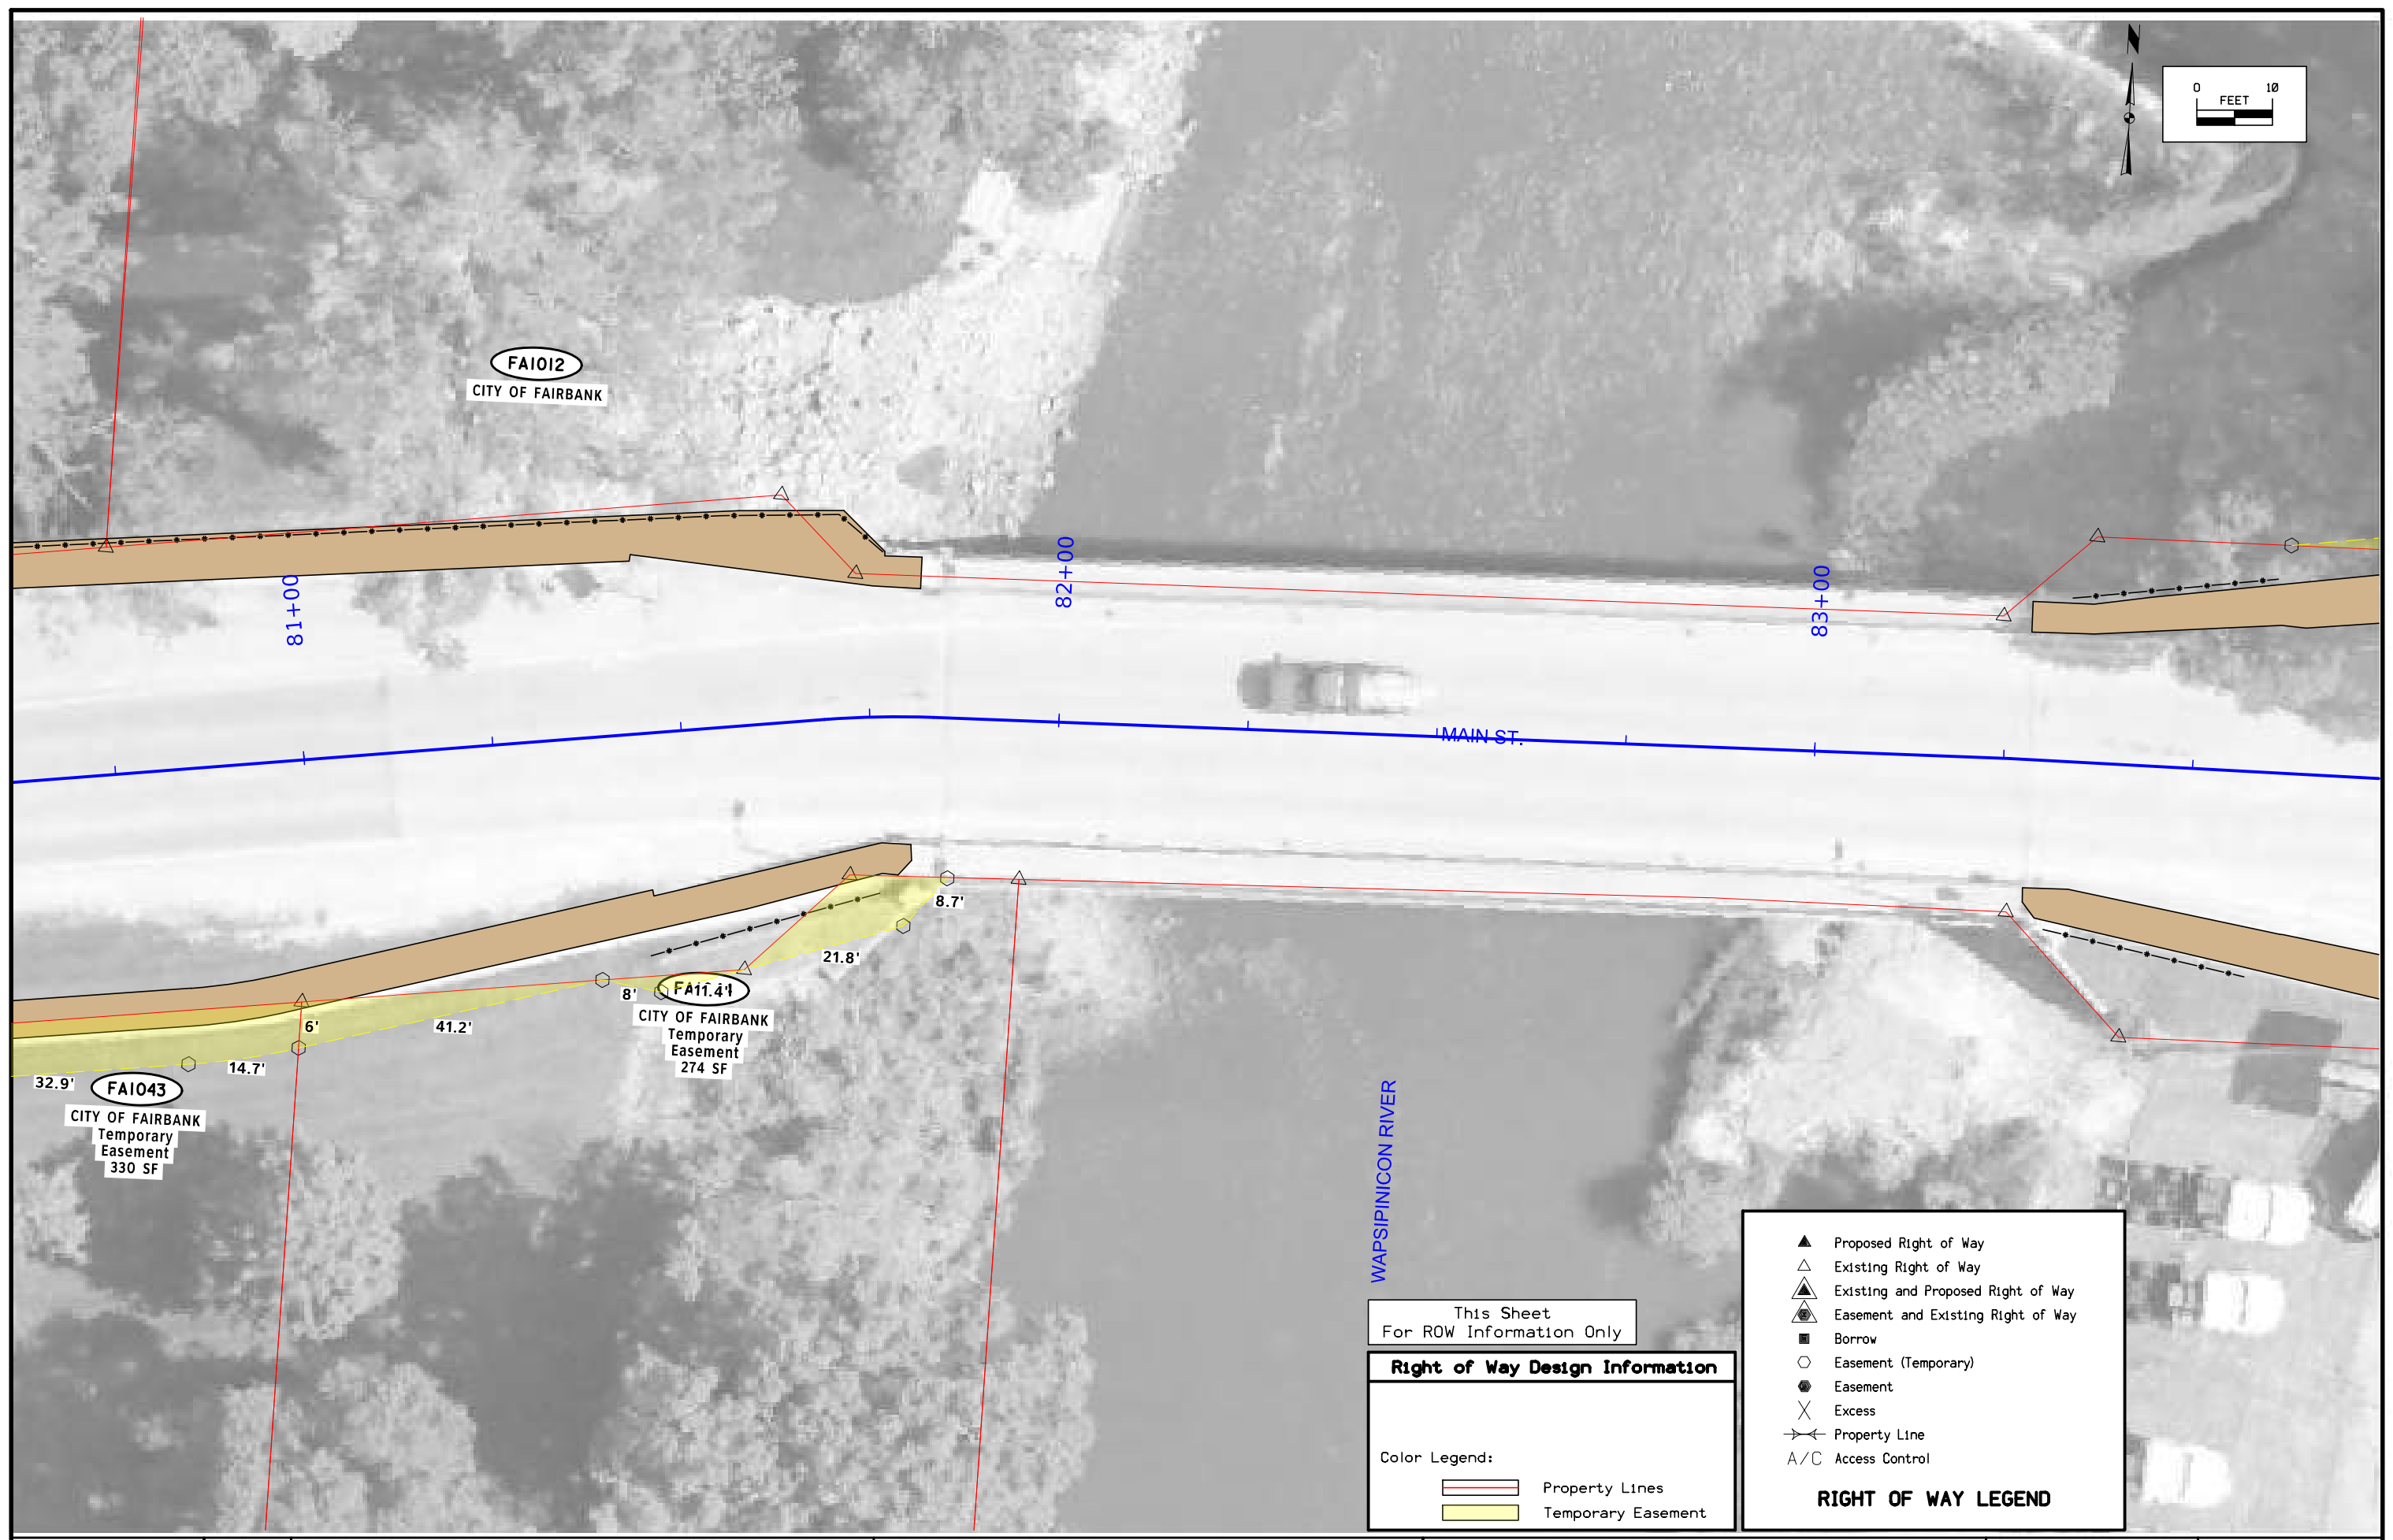 N
0 10
FEET
FA1012
CITY OF FAIRBANK
81+00
82+00
83+00
MAIN ST.
8.7'
21.8'
8'
CITY OF FAIRBANK
Temporary
Easement
274 SF
6'
41.2'
14.7'
32.9'
FA1043
CITY OF FAIRBANK
Temporary
Easement
330 SF
WAPSIPINICON RIVER
This Sheet
For ROW Information Only
Right of Way Design Information
Color Legend:
Property Lines
Temporary Easement
Proposed Right of Way
Existing Right of Way
Existing and Proposed Right of Way
Easement and Existing Right of Way
Borrow
Easement (Temporary)
Easement
Excess
Property Line
A/C Access Control
RIGHT OF WAY LEGEND